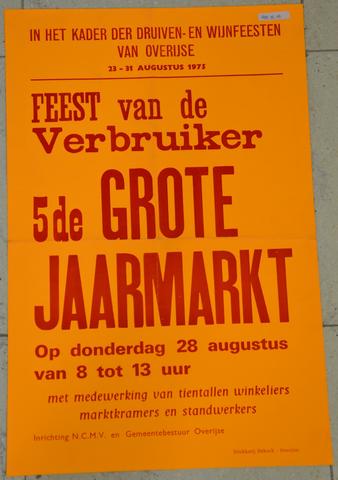 IN HET KADER DER DRUIVEN- EN WIJNFEESTEN
VAN OVERIJSE
23 - 31 AUGUSTUS 1975
FEEST van de
Verbruiker
5de GROTE
JAARMARKT
Op donderdag 28 augustus
van 8 tot 13 uur
met medewerking van tientallen winkeliers
marktkramers en standwerkers
Inrichting N.C.M.V. en Gemeentebestuur Overijse
Drukkerij